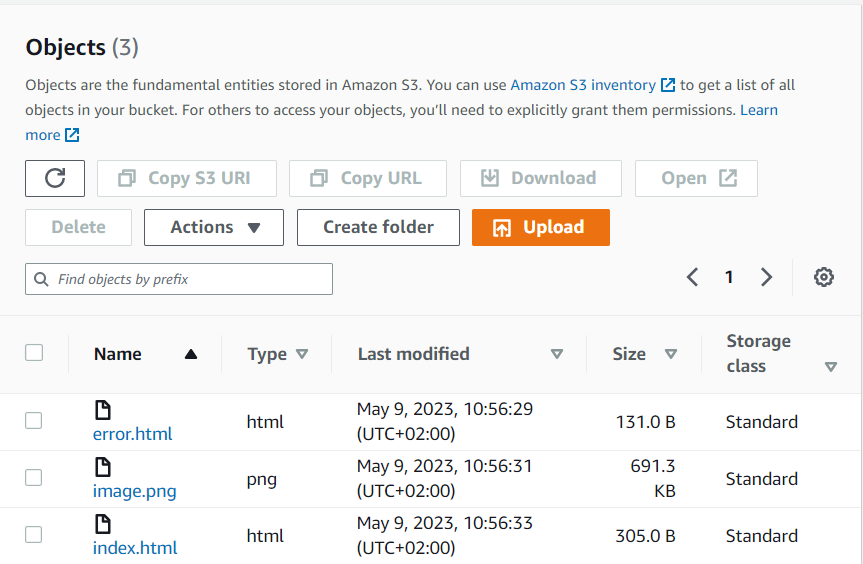 Objects (3)
Objects are the fundamental entities stored in Amazon S3. You can use Amazon S3 inventory to get a list of all
objects in your bucket. For others to access your objects, you’ll need to explicitly grant them permissions. Learn
more
Copy S3 URI Copy URL Download Open
Delete Actions Create folder Upload
Find objects by prefix 1
Name Type Last modified Size Storage class
error.html html May 9, 2023, 10:56:29 (UTC+02:00) 131.0 B Standard
image.png png May 9, 2023, 10:56:31 (UTC+02:00) 691.3 KB Standard
index.html html May 9, 2023, 10:56:33 (UTC+02:00) 305.0 B Standard